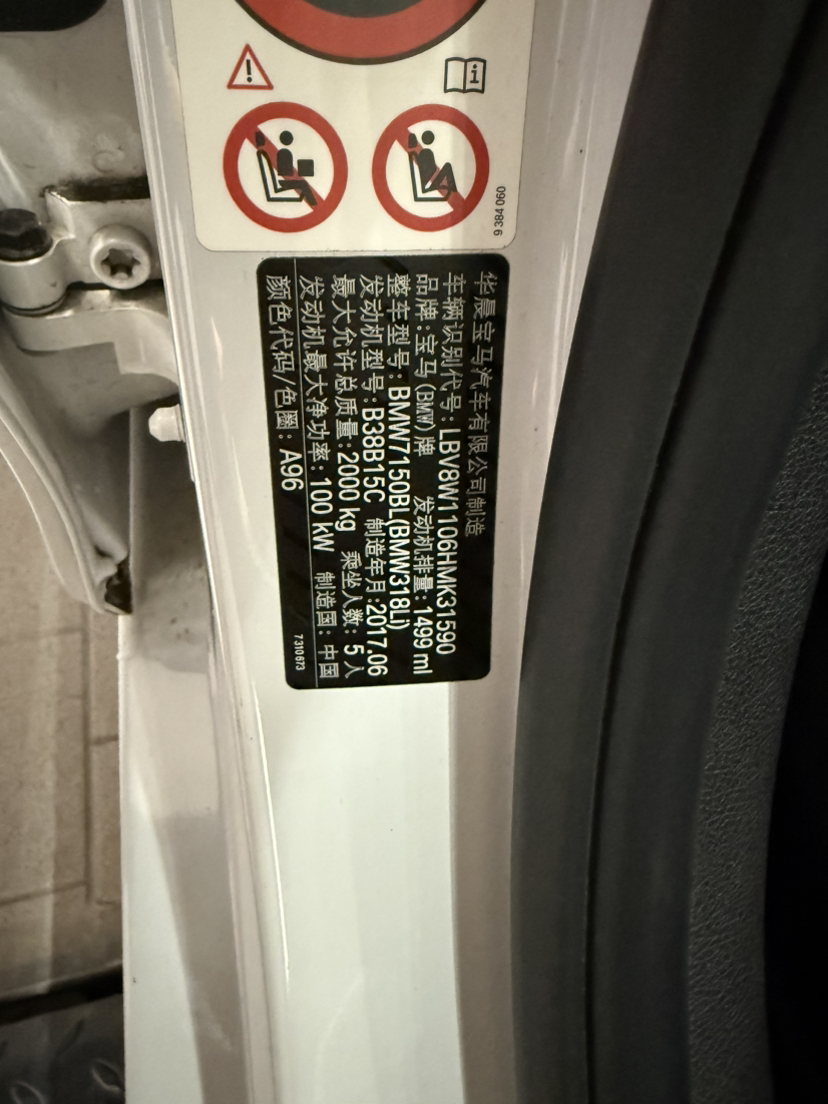 9 384 060
华晨宝马汽车有限公司制造
车辆识别代号:LBV8W1106HMK31590
品牌:宝马(BMW)牌 发动机排量:1499 ml
整车型号:BMW7150BL(BMW318Li)
发动机型号:B38B15C 制造年月:2017.06
最大允许总质量:2000 kg 乘坐人数:5人
发动机最大净功率:100 kW 制造国:中国
颜色代码/色圈:A96
7 310 673